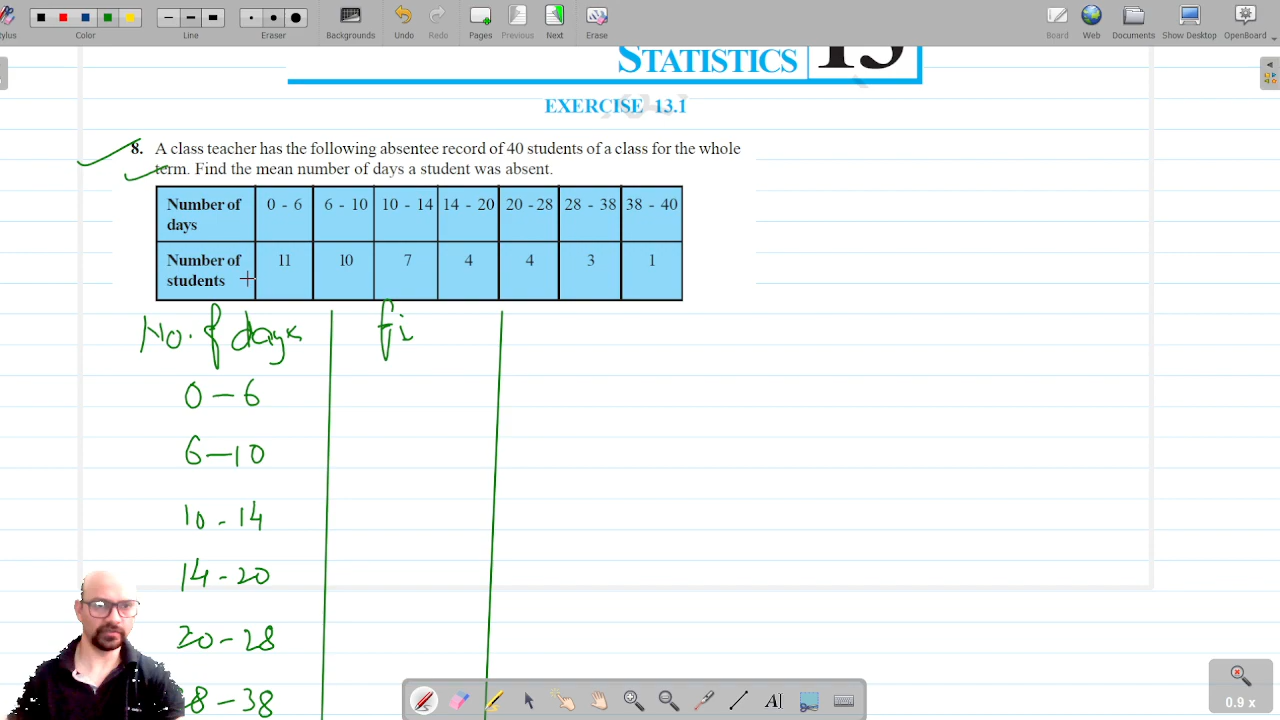 Stylus Color Line Eraser Backgrounds Undo Redo Pages Previous Next Erase Board Web Documents Show Desktop OpenBoard
STATISTICS 13
EXERCISE 13.1
8. A class teacher has the following absentee record of 40 students of a class for the whole
term. Find the mean number of days a student was absent.
Number of days 0 - 6 6 - 10 10 - 14 14 - 20 20 - 28 28 - 38 38 - 40
Number of students 11 10 7 4 4 3 1
No. of days fi
0 - 6
6 - 10
10 - 14
14 - 20
20 - 28
8 - 38
0.9 x